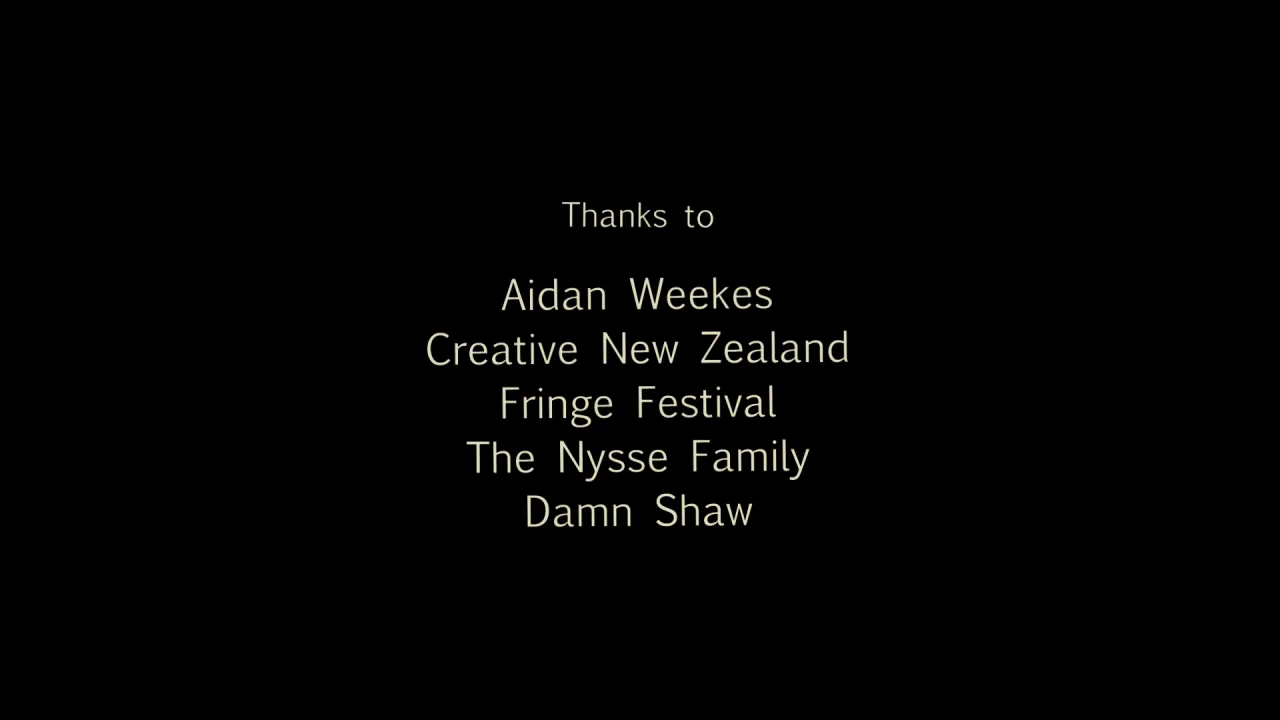 Thanks to
Aidan Weekes
Creative New Zealand
Fringe Festival
The Nysse Family
Damn Shaw